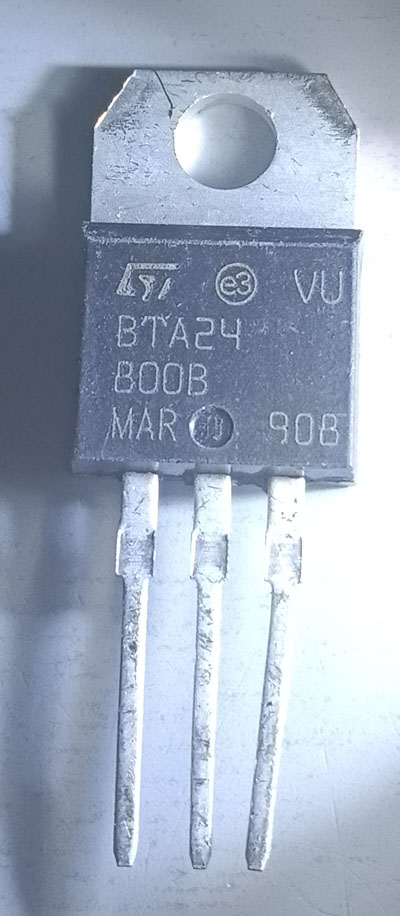 ST e3 VU
BTA24
800B
MAR 908